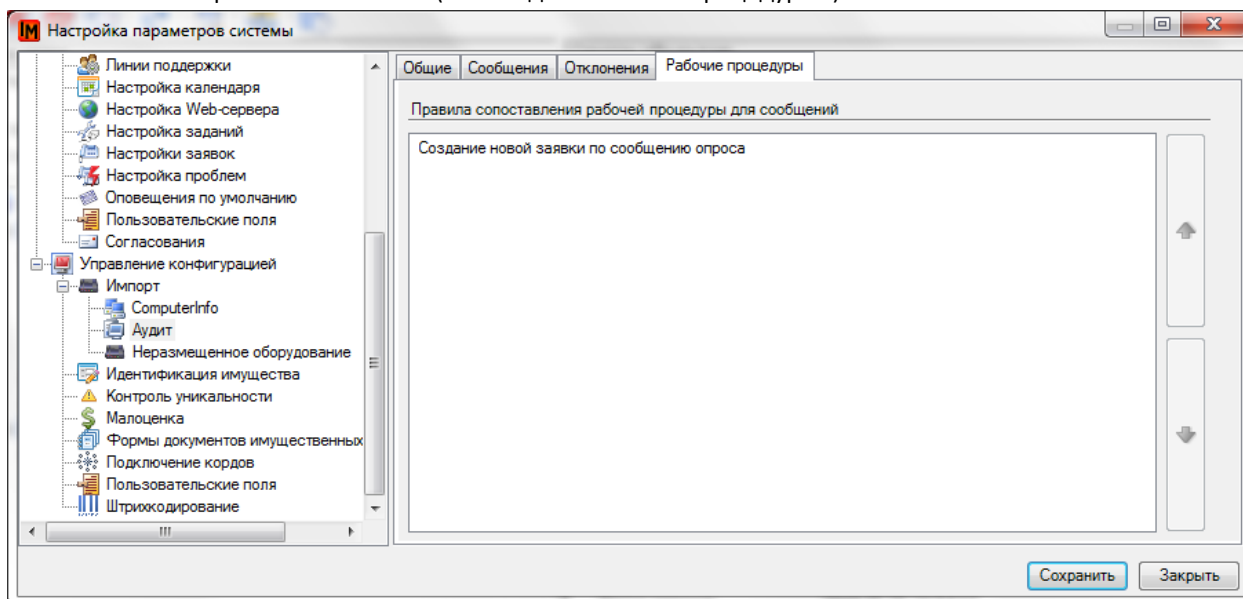 IM Настройка параметров системы
Линии поддержки
Настройка календаря
Настройка Web-сервера
Настройка заданий
Настройки заявок
Настройка проблем
Оповещения по умолчанию
Пользовательские поля
Согласования
Управление конфигурацией
Импорт
ComputerInfo
Аудит
Неразмещенное оборудование
Идентификация имущества
Контроль уникальности
Малоценка
Формы документов имущественных
Подключение кордов
Пользовательские поля
Штрихкодирование
Общие Сообщения Отклонения Рабочие процедуры
Правила сопоставления рабочей процедуры для сообщений
Создание новой заявки по сообщению опроса
Сохранить Закрыть